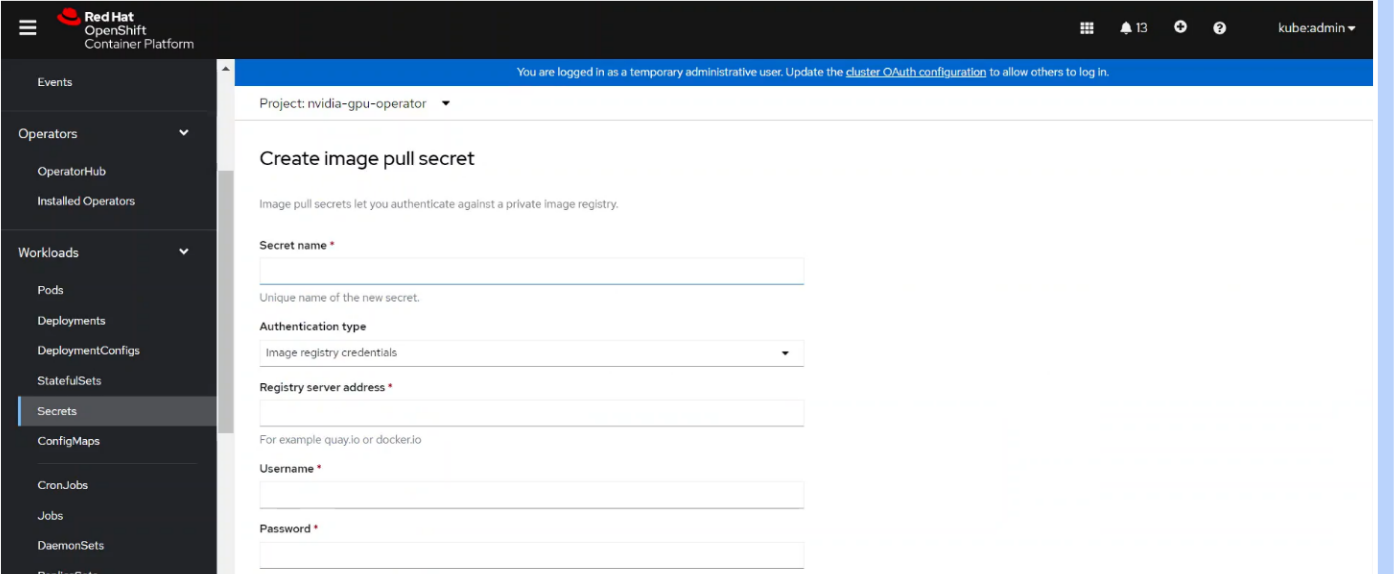 Red Hat
OpenShift
Container Platform
13
kube:admin
Events
Operators
OperatorHub
Installed Operators
Workloads
Pods
Deployments
DeploymentConfigs
StatefulSets
Secrets
ConfigMaps
CronJobs
Jobs
DaemonSets
You are logged in as a temporary administrative user. Update the cluster OAuth configuration to allow others to log in.
Project: nvidia-gpu-operator
Create image pull secret
Image pull secrets let you authenticate against a private image registry.
Secret name *
Unique name of the new secret.
Authentication type
Image registry credentials
Registry server address *
For example quay.io or docker.io
Username *
Password *